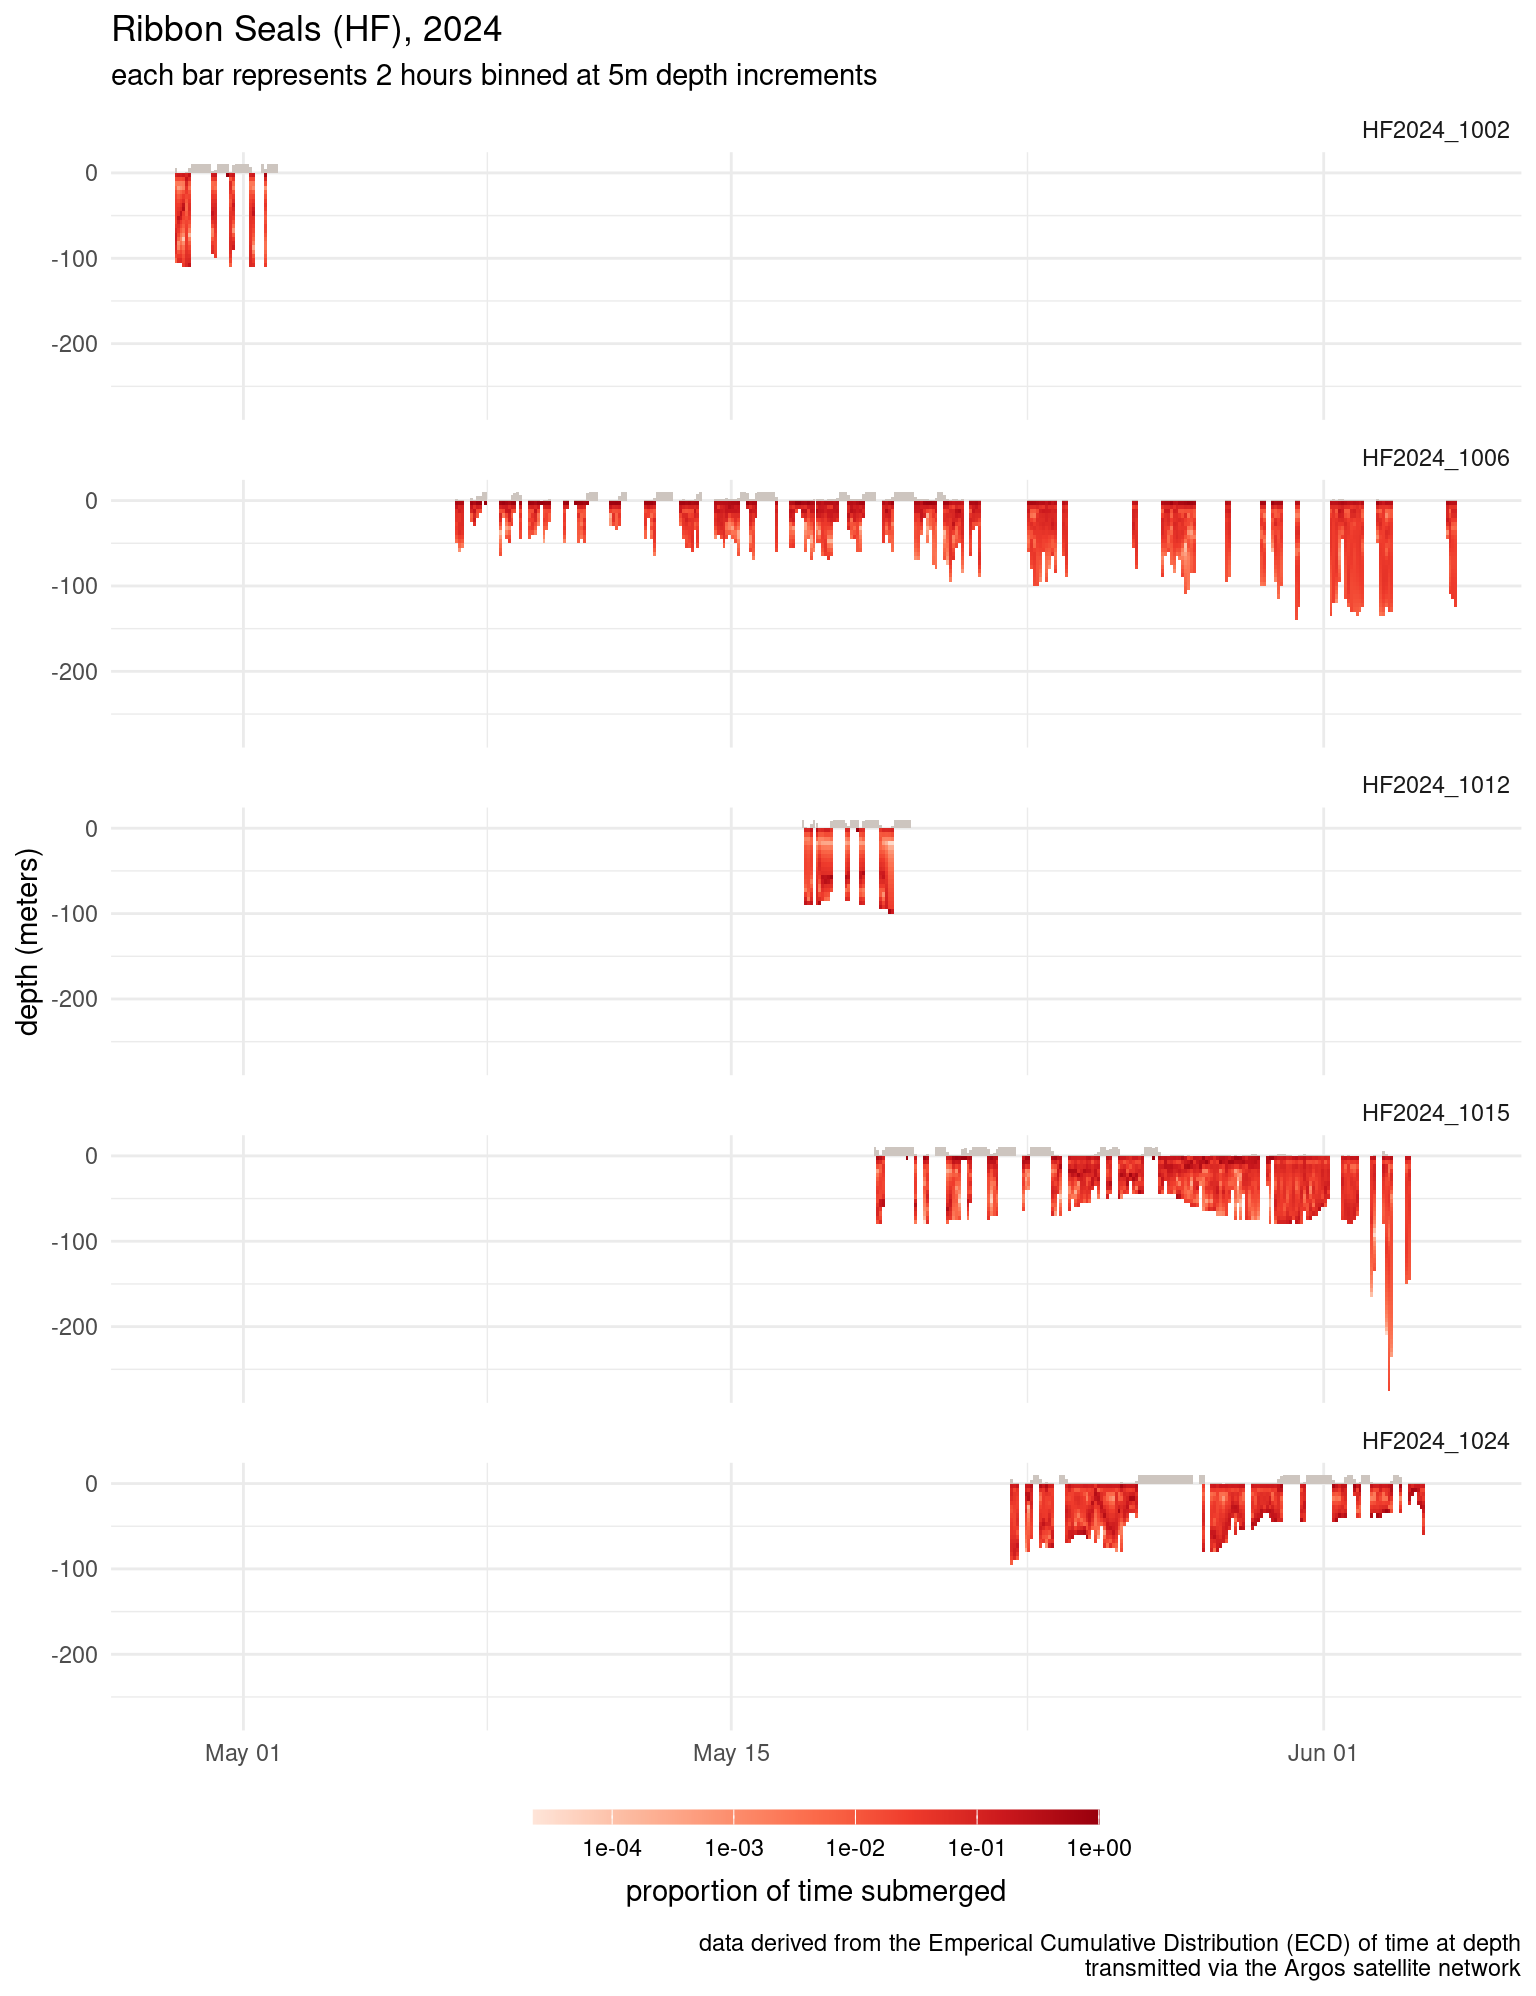 Ribbon Seals (HF), 2024
each bar represents 2 hours binned at 5m depth increments
HF2024_1002
0
-100
-200
HF2024_1006
0
-100
-200
HF2024_1012
0
-100
-200
depth (meters)
HF2024_1015
0
-100
-200
HF2024_1024
0
-100
-200
May 01 May 15 Jun 01
1e-04 1e-03 1e-02 1e-01 1e+00
proportion of time submerged
data derived from the Emperical Cumulative Distribution (ECD) of time at depth
transmitted via the Argos satellite network